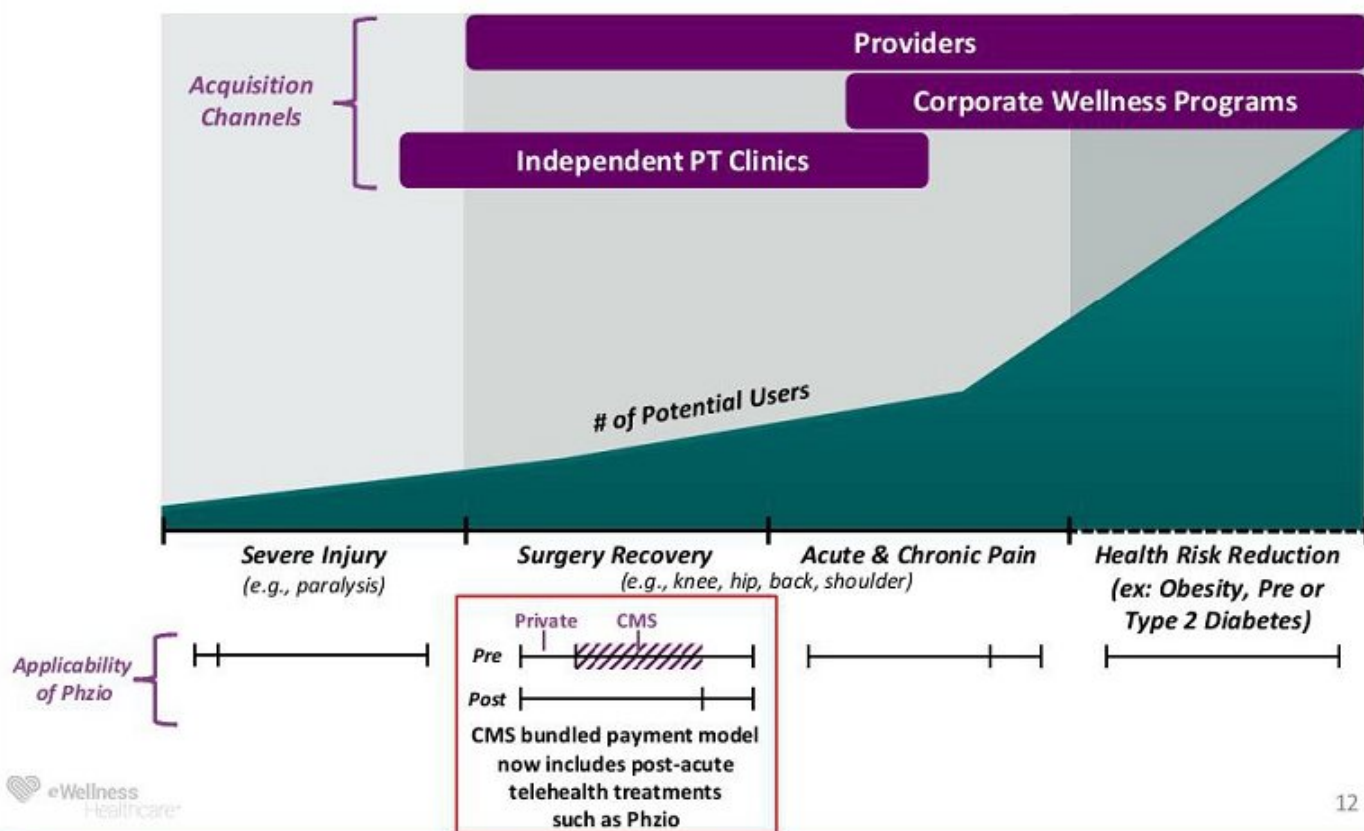 Providers
Acquisition
Channels
Corporate Wellness Programs
Independent PT Clinics
# of Potential Users
Severe Injury
(e.g., paralysis)
Surgery Recovery
Acute & Chronic Pain
(e.g., knee, hip, back, shoulder)
Health Risk Reduction
(ex: Obesity, Pre or
Type 2 Diabetes)
Applicability
of Phzio
Private
CMS
Pre
Post
CMS bundled payment model
now includes post-acute
telehealth treatments
such as Phzio
eWellness
Healthcare
12